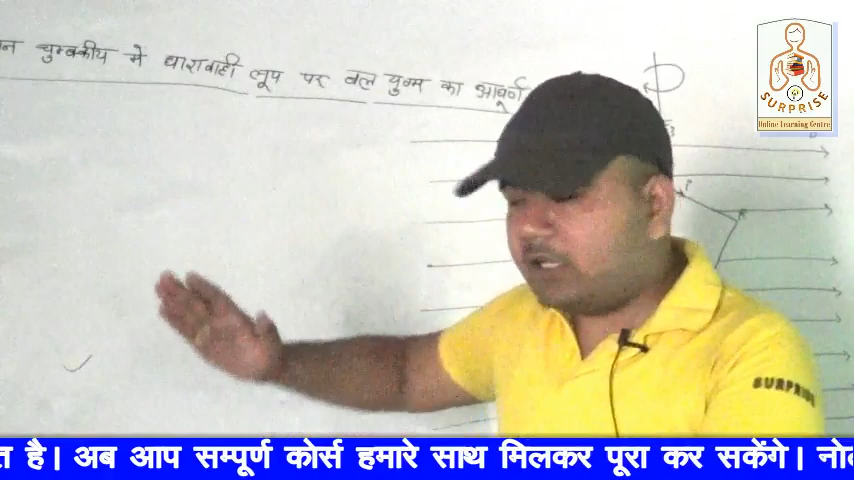 न चुम्बकीय मे धारावाही लूप पर बल युग्म का आघूर्ण
SURPRISE
Online Learning Centre
SURPRISE
त है। अब आप सम्पूर्ण कोर्स हमारे साथ मिलकर पूरा कर सकेंगे। नोट